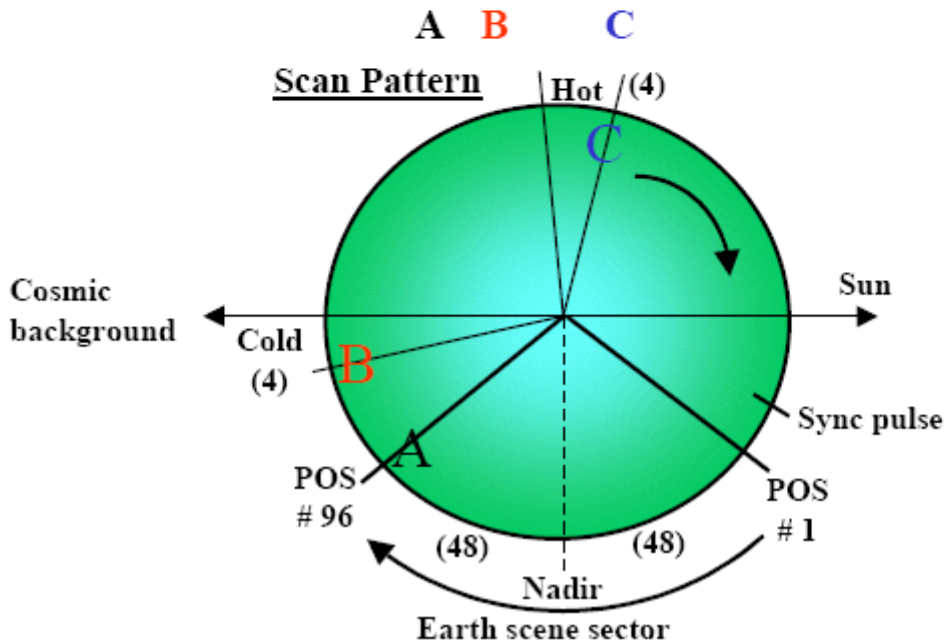 A B C
Scan Pattern
Hot (4)
C
Cosmic
background
Sun
Cold
(4)
B
Sync pulse
A
POS
# 96
POS
# 1
(48) (48)
Nadir
Earth scene sector